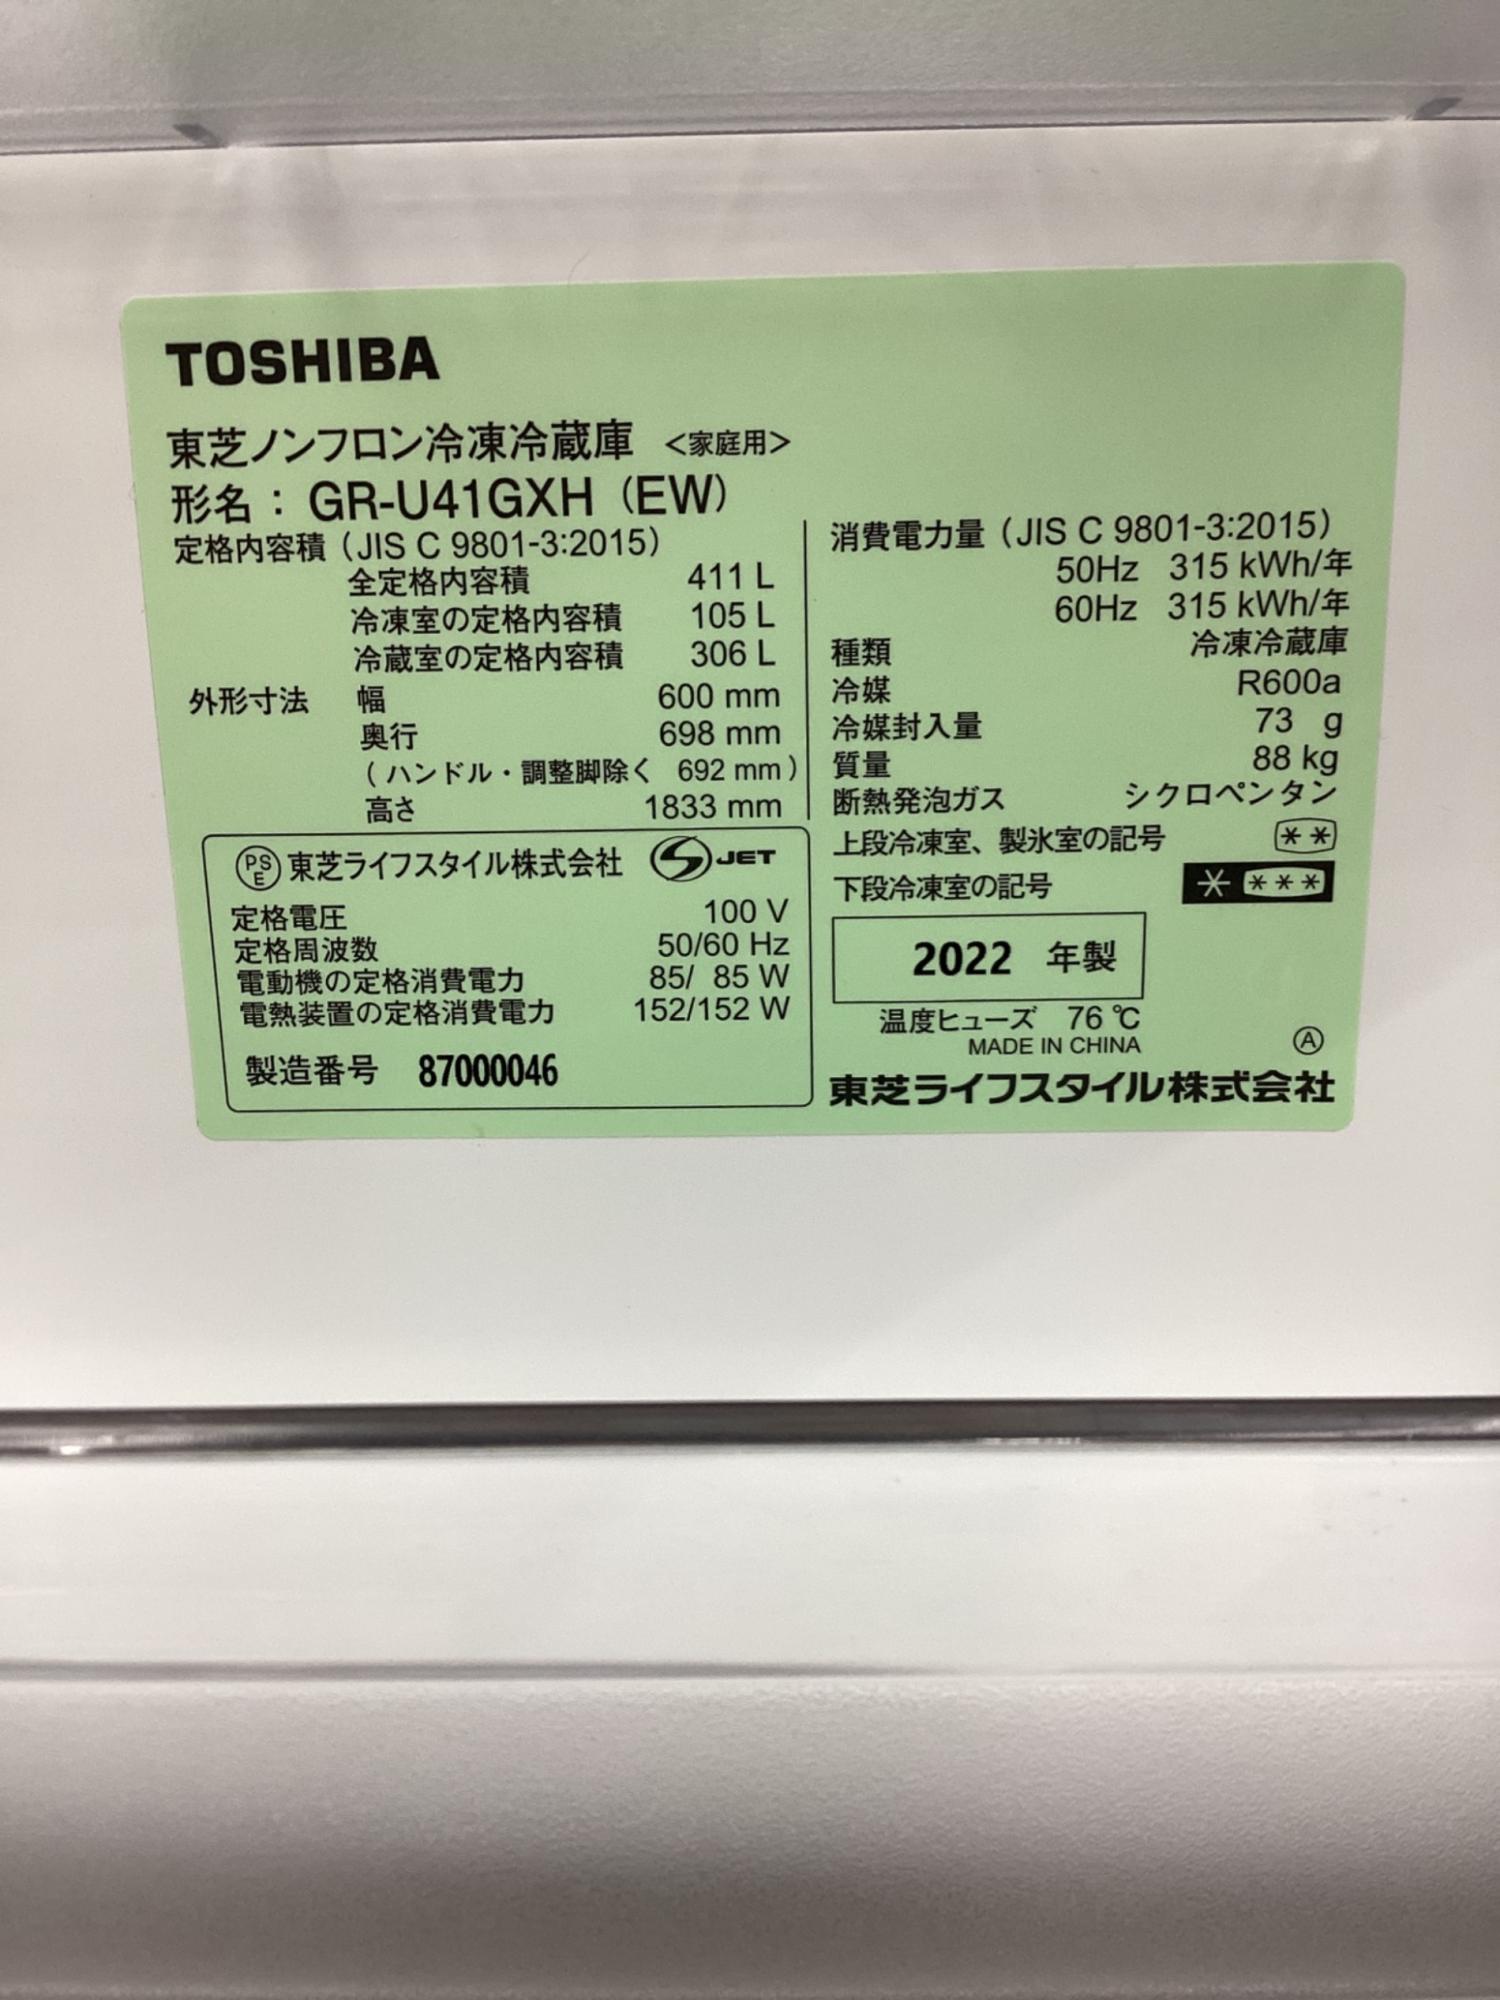 TOSHIBA
東芝ノンフロン冷凍冷蔵庫 <家庭用>
形名： GR-U41GXH（EW）
定格内容積（JIS C 9801-3:2015）
全定格内容積 411 L
冷凍室の定格内容積 105 L
冷蔵室の定格内容積 306 L
外形寸法 幅 600 mm
奥行 698 mm
（ハンドル・調整脚除く 692 mm）
高さ 1833 mm
PS E 東芝ライフスタイル株式会社 S JET
定格電圧 100 V
定格周波数 50/60 Hz
電動機の定格消費電力 85/ 85 W
電熱装置の定格消費電力 152/152 W
製造番号 87000046
消費電力量（JIS C 9801-3:2015）
50Hz 315 kWh/年
60Hz 315 kWh/年
種類 冷凍冷蔵庫
冷媒 R600a
冷媒封入量 73 g
質量 88 kg
断熱発泡ガス シクロペンタン
上段冷凍室、製氷室の記号 **
下段冷凍室の記号 * ***
2022 年製
温度ヒューズ 76 ℃
MADE IN CHINA
Ⓐ
東芝ライフスタイル株式会社